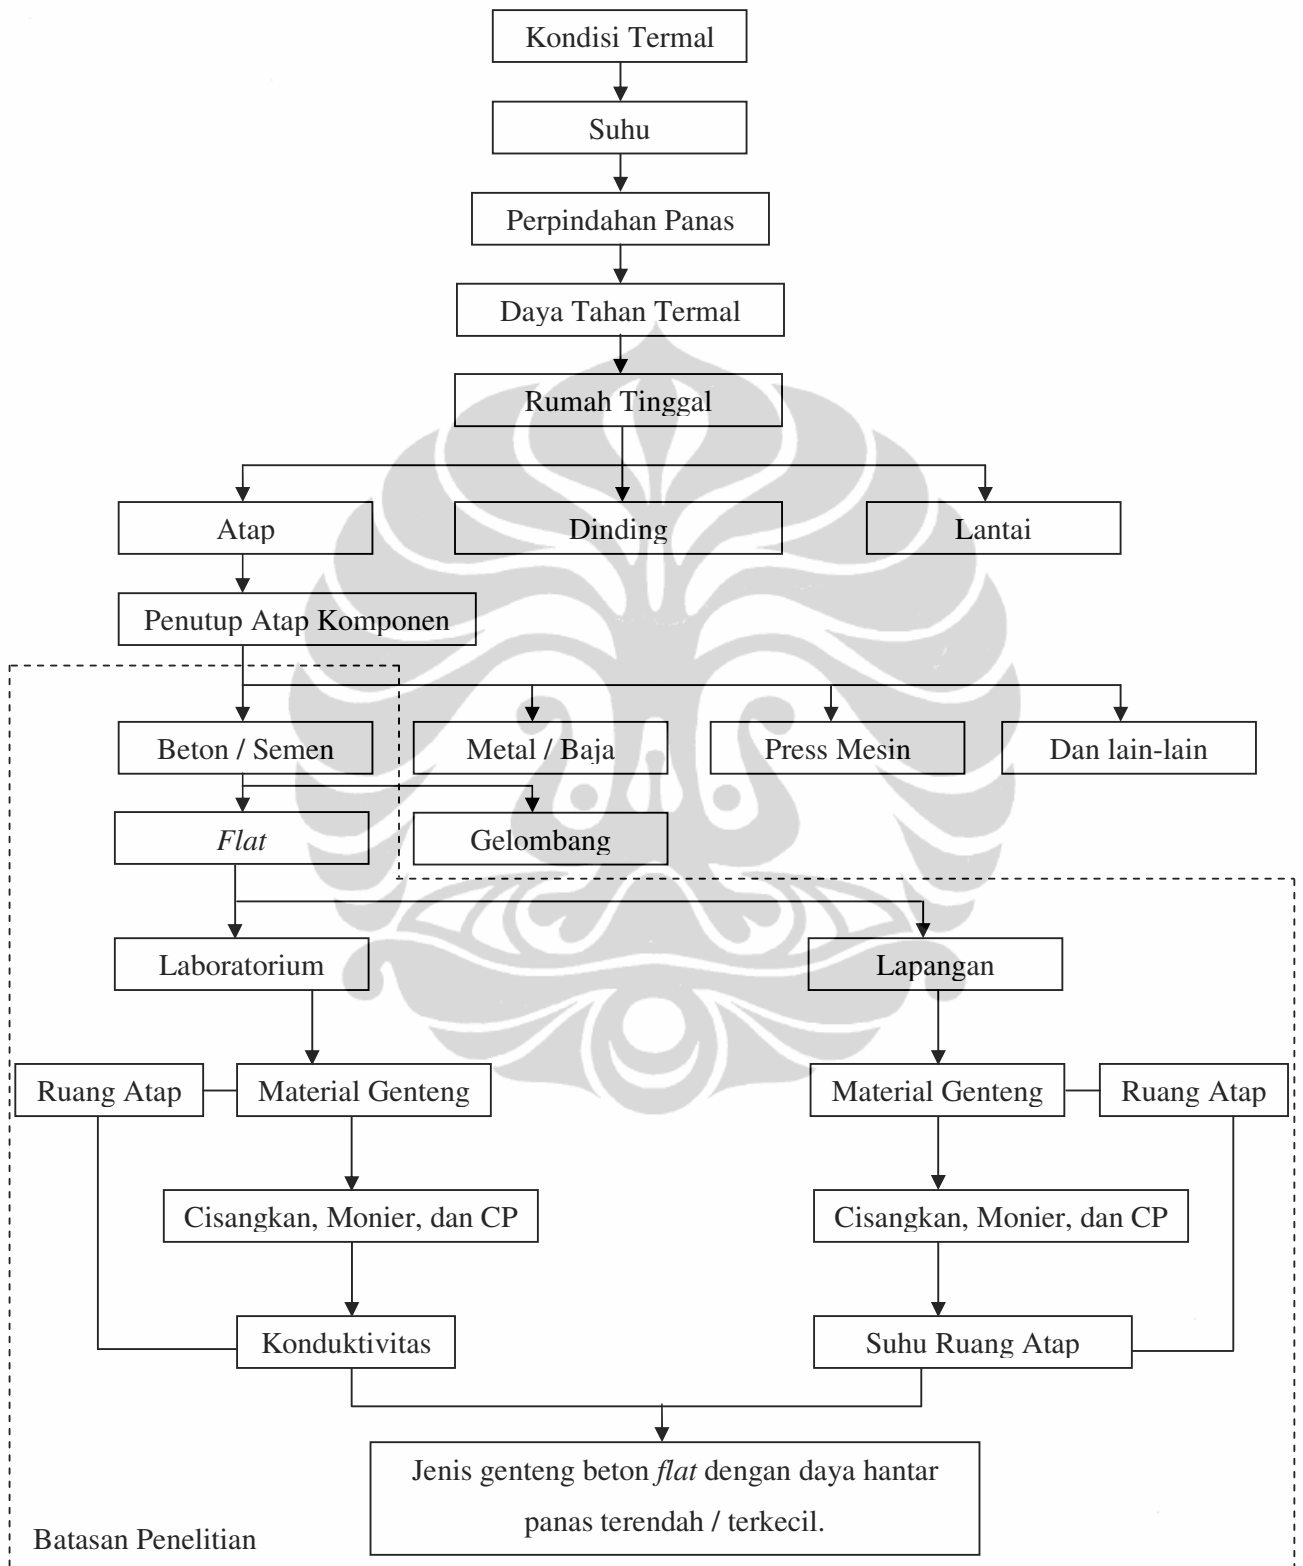 Kondisi Termal
Suhu
Perpindahan Panas
Daya Tahan Termal
Rumah Tinggal
Atap
Dinding
Lantai
Penutup Atap Komponen
Beton / Semen
Metal / Baja
Press Mesin
Dan lain-lain
Flat
Gelombang
Laboratorium
Lapangan
Ruang Atap
Material Genteng
Material Genteng
Ruang Atap
Cisangkan, Monier, dan CP
Cisangkan, Monier, dan CP
Konduktivitas
Suhu Ruang Atap
Jenis genteng beton flat dengan daya hantar
panas terendah / terkecil.
Batasan Penelitian